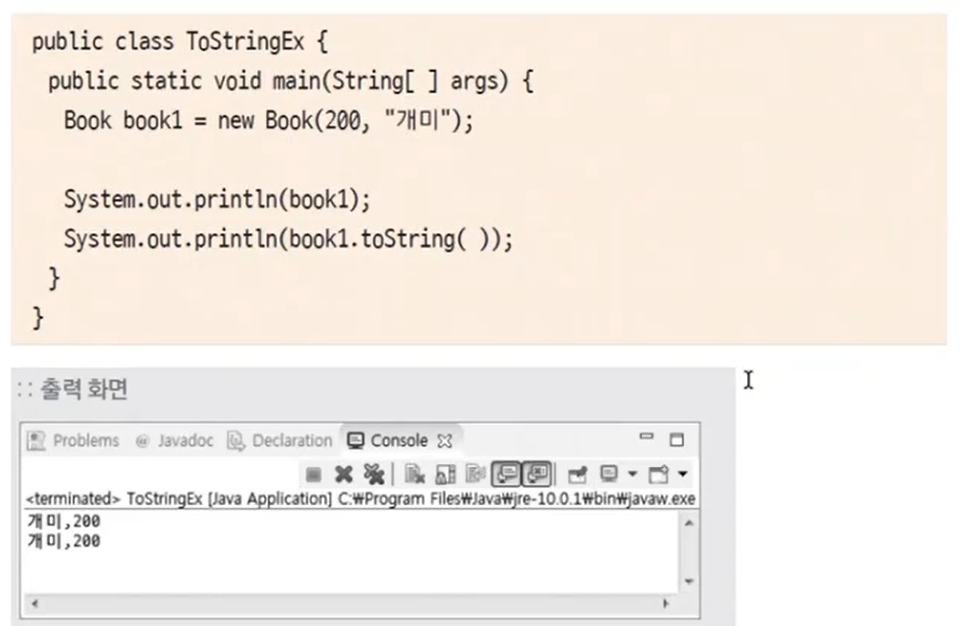 public class ToStringEx {
public static void main(String[ ] args) {
Book book1 = new Book(200, "개미");
System.out.println(book1);
System.out.println(book1.toString( ));
}
}
:: 출력 화면
Problems @ Javadoc Declaration Console
<terminated> ToStringEx [Java Application] C:₩Program Files₩Java₩jre-10.0.1₩bin₩javaw.exe
개미,200
개미,200